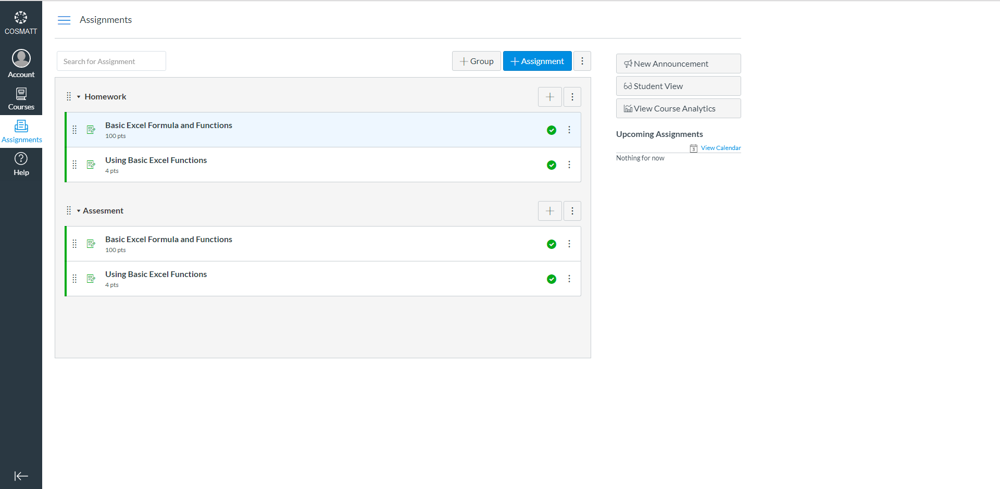 COSMATT
Account
Courses
Assignments
Help
Assignments
Search for Assignment
Group
Assignment
Homework
Basic Excel Formula and Functions
100 pts
Using Basic Excel Functions
4 pts
Assesment
Basic Excel Formula and Functions
100 pts
Using Basic Excel Functions
4 pts
New Announcement
Student View
View Course Analytics
Upcoming Assignments
3 View Calendar
Nothing for now